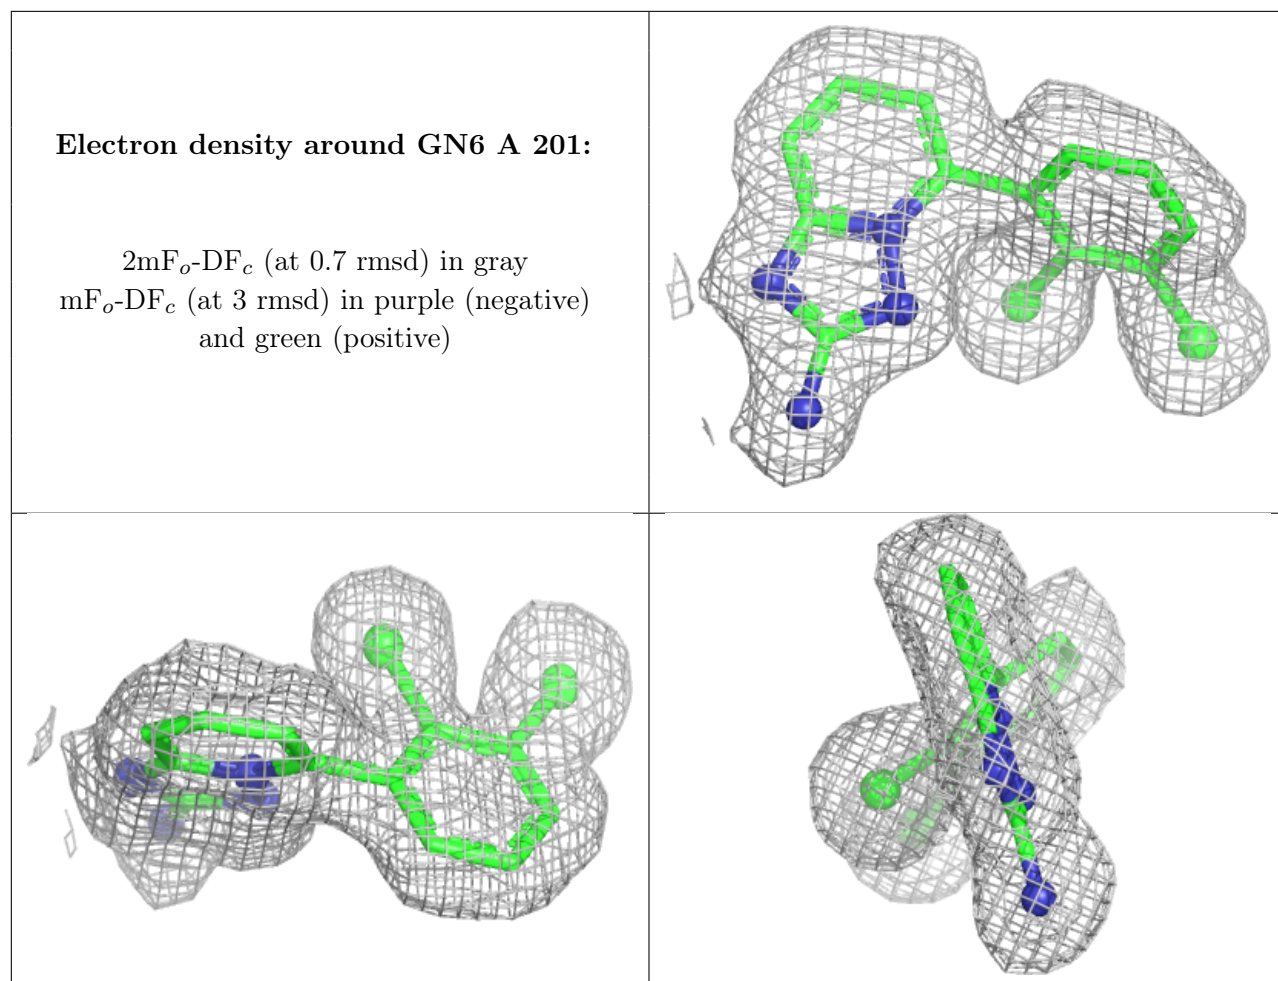 Electron density around GN6 A 201:
2mFo-DFc (at 0.7 rmsd) in gray
mFo-DFc (at 3 rmsd) in purple (negative)
and green (positive)